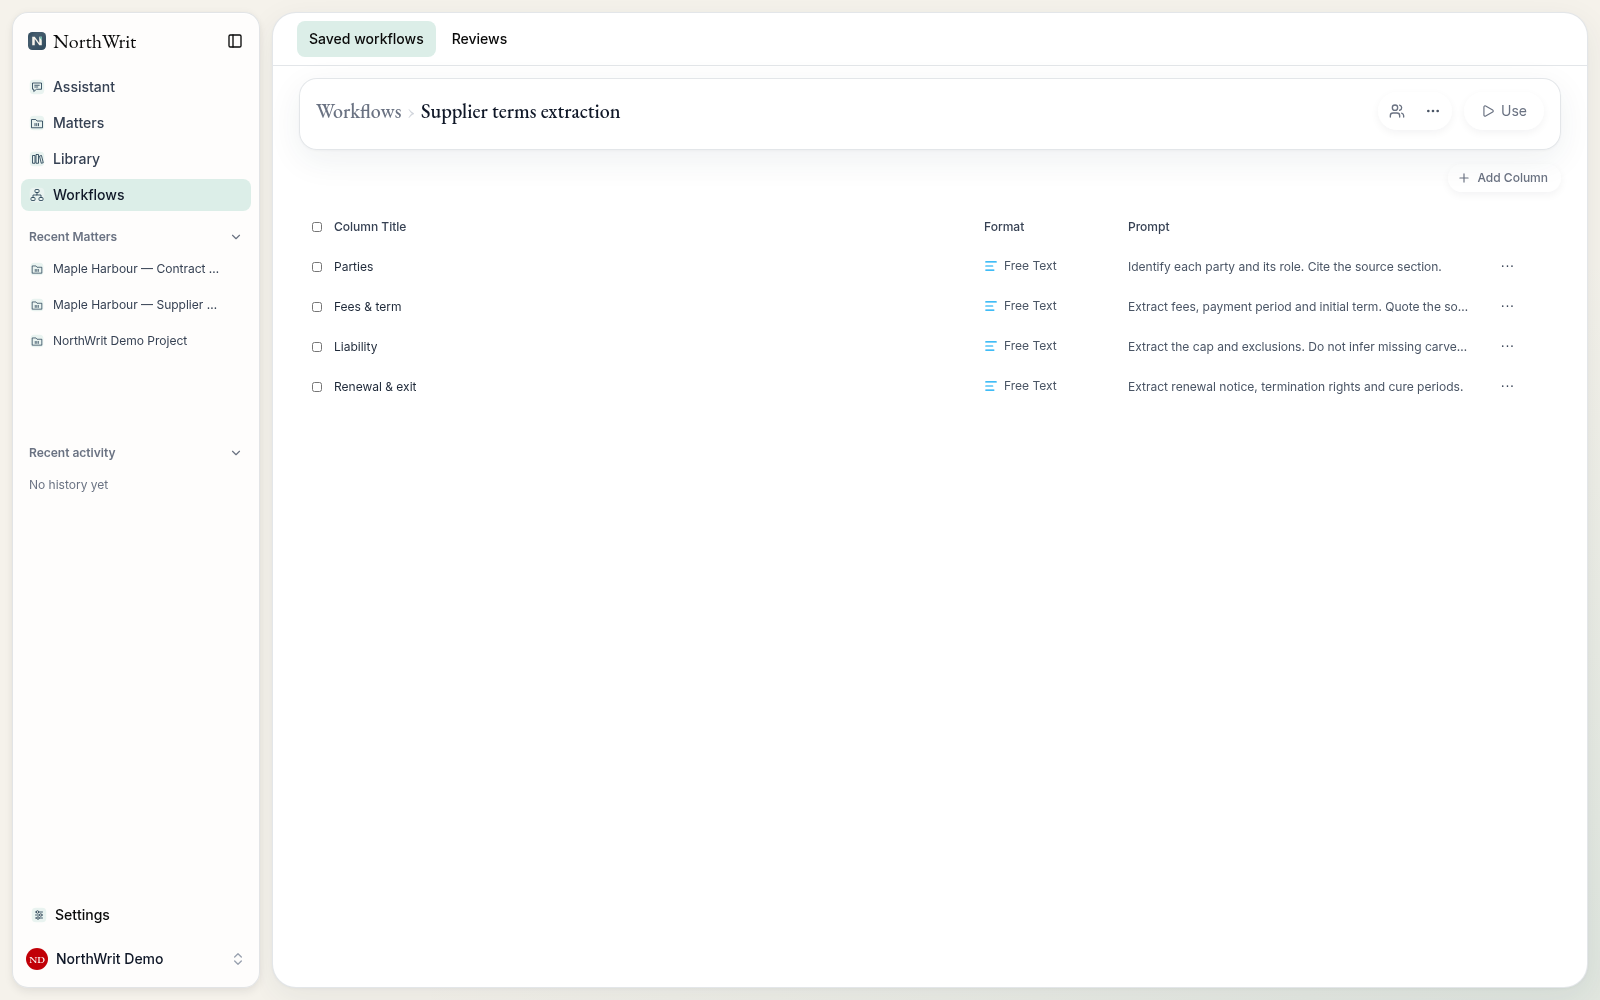 NorthWrit
Assistant
Matters
Library
Workflows
Recent Matters
Maple Harbour — Contract ...
Maple Harbour — Supplier ...
NorthWrit Demo Project
Recent activity
No history yet
Settings
ND NorthWrit Demo
Saved workflows Reviews
Workflows › Supplier terms extraction
Use
Add Column
Column Title Format Prompt
Parties Free Text Identify each party and its role. Cite the source section.
Fees & term Free Text Extract fees, payment period and initial term. Quote the so...
Liability Free Text Extract the cap and exclusions. Do not infer missing carve...
Renewal & exit Free Text Extract renewal notice, termination rights and cure periods.